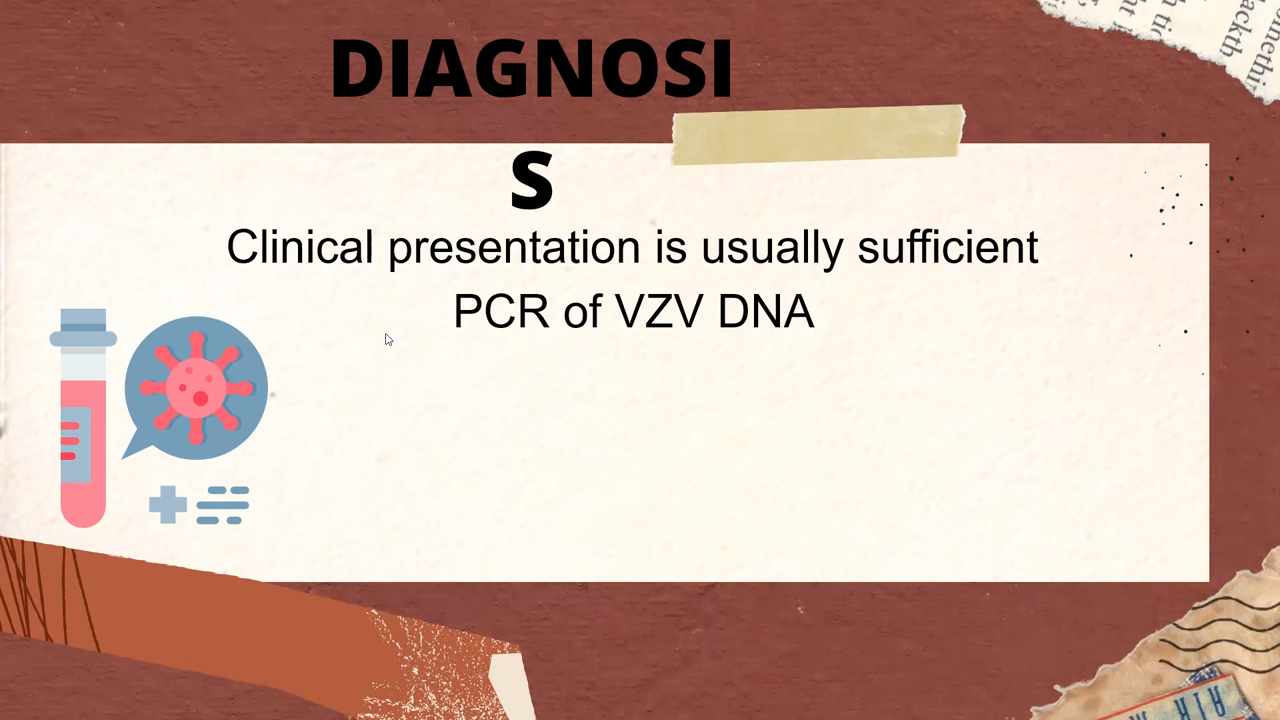 DIAGNOSI
S
Clinical presentation is usually sufficient
PCR of VZV DNA